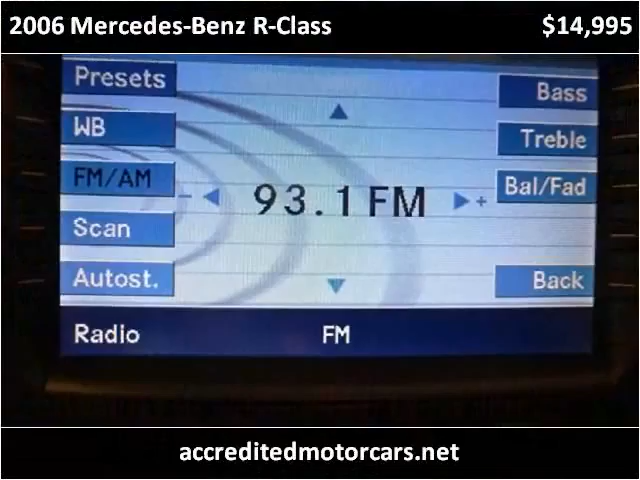 2006 Mercedes-Benz R-Class $14,995
Presets
Bass
WB
Treble
FM/AM
Bal/Fad
- 93.1 FM +
Scan
Autost.
Back
Radio FM
accreditedmotorcars.net